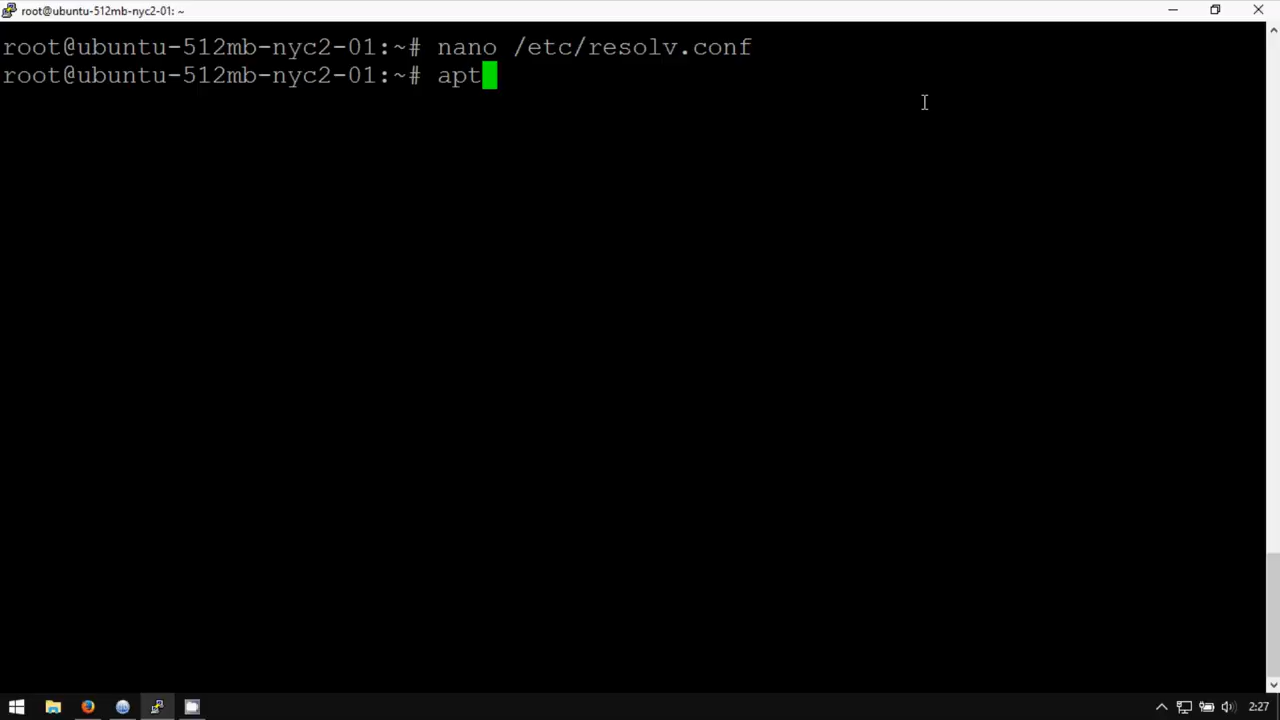 root@ubuntu-512mb-nyc2-01: ~
root@ubuntu-512mb-nyc2-01:~# nano /etc/resolv.conf
root@ubuntu-512mb-nyc2-01:~# apt
2:27